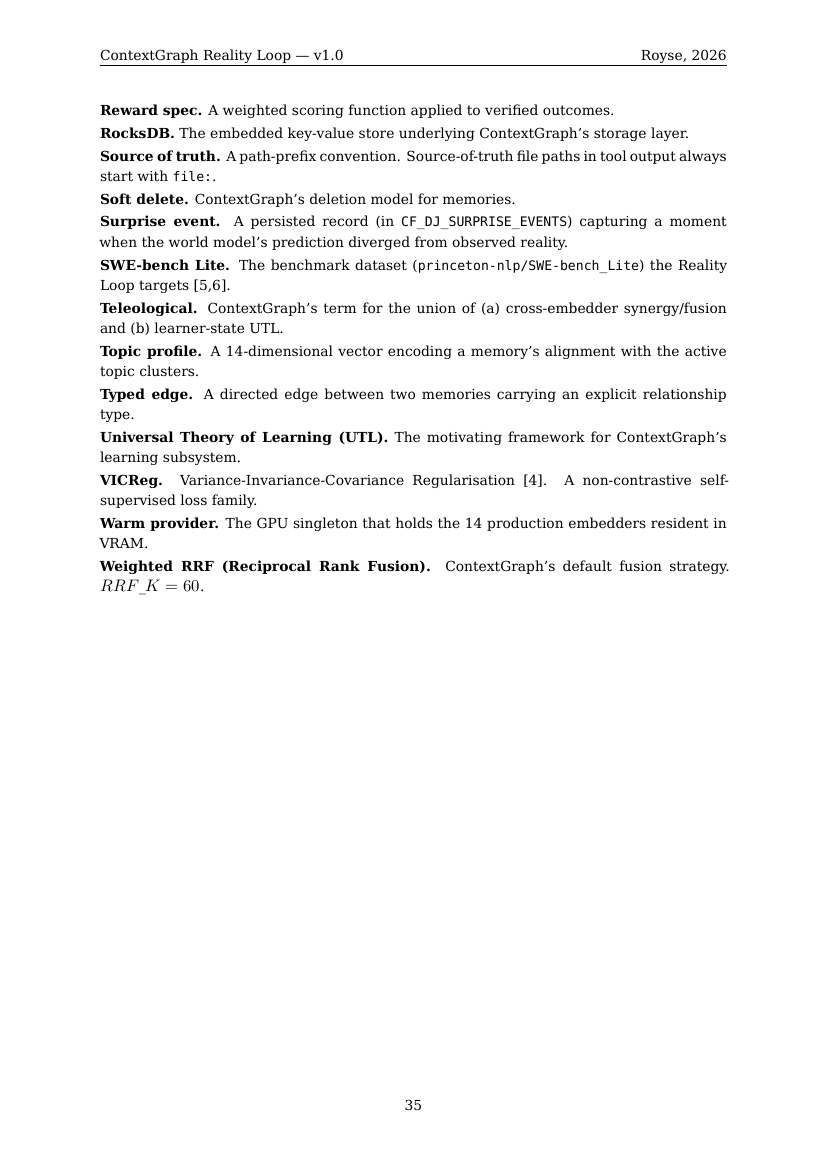 ContextGraph Reality Loop — v1.0 Royse, 2026
Reward spec. A weighted scoring function applied to verified outcomes.
RocksDB. The embedded key-value store underlying ContextGraph’s storage layer.
Source of truth. A path-prefix convention. Source-of-truth file paths in tool output always
start with file:.
Soft delete. ContextGraph’s deletion model for memories.
Surprise event. A persisted record (in CF_DJ_SURPRISE_EVENTS) capturing a moment
when the world model’s prediction diverged from observed reality.
SWE-bench Lite. The benchmark dataset (princeton-nlp/SWE-bench_Lite) the Reality
Loop targets [5,6].
Teleological. ContextGraph’s term for the union of (a) cross-embedder synergy/fusion
and (b) learner-state UTL.
Topic profile. A 14-dimensional vector encoding a memory’s alignment with the active
topic clusters.
Typed edge. A directed edge between two memories carrying an explicit relationship
type.
Universal Theory of Learning (UTL). The motivating framework for ContextGraph’s
learning subsystem.
VICReg. Variance-Invariance-Covariance Regularisation [4]. A non-contrastive self-
supervised loss family.
Warm provider. The GPU singleton that holds the 14 production embedders resident in
VRAM.
Weighted RRF (Reciprocal Rank Fusion). ContextGraph’s default fusion strategy.
RRF_K = 60.
35